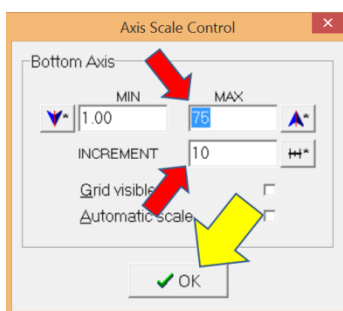 Axis Scale Control
Bottom Axis
MIN MAX
1.00 75
INCREMENT 10
Grid visible
Automatic scale
OK